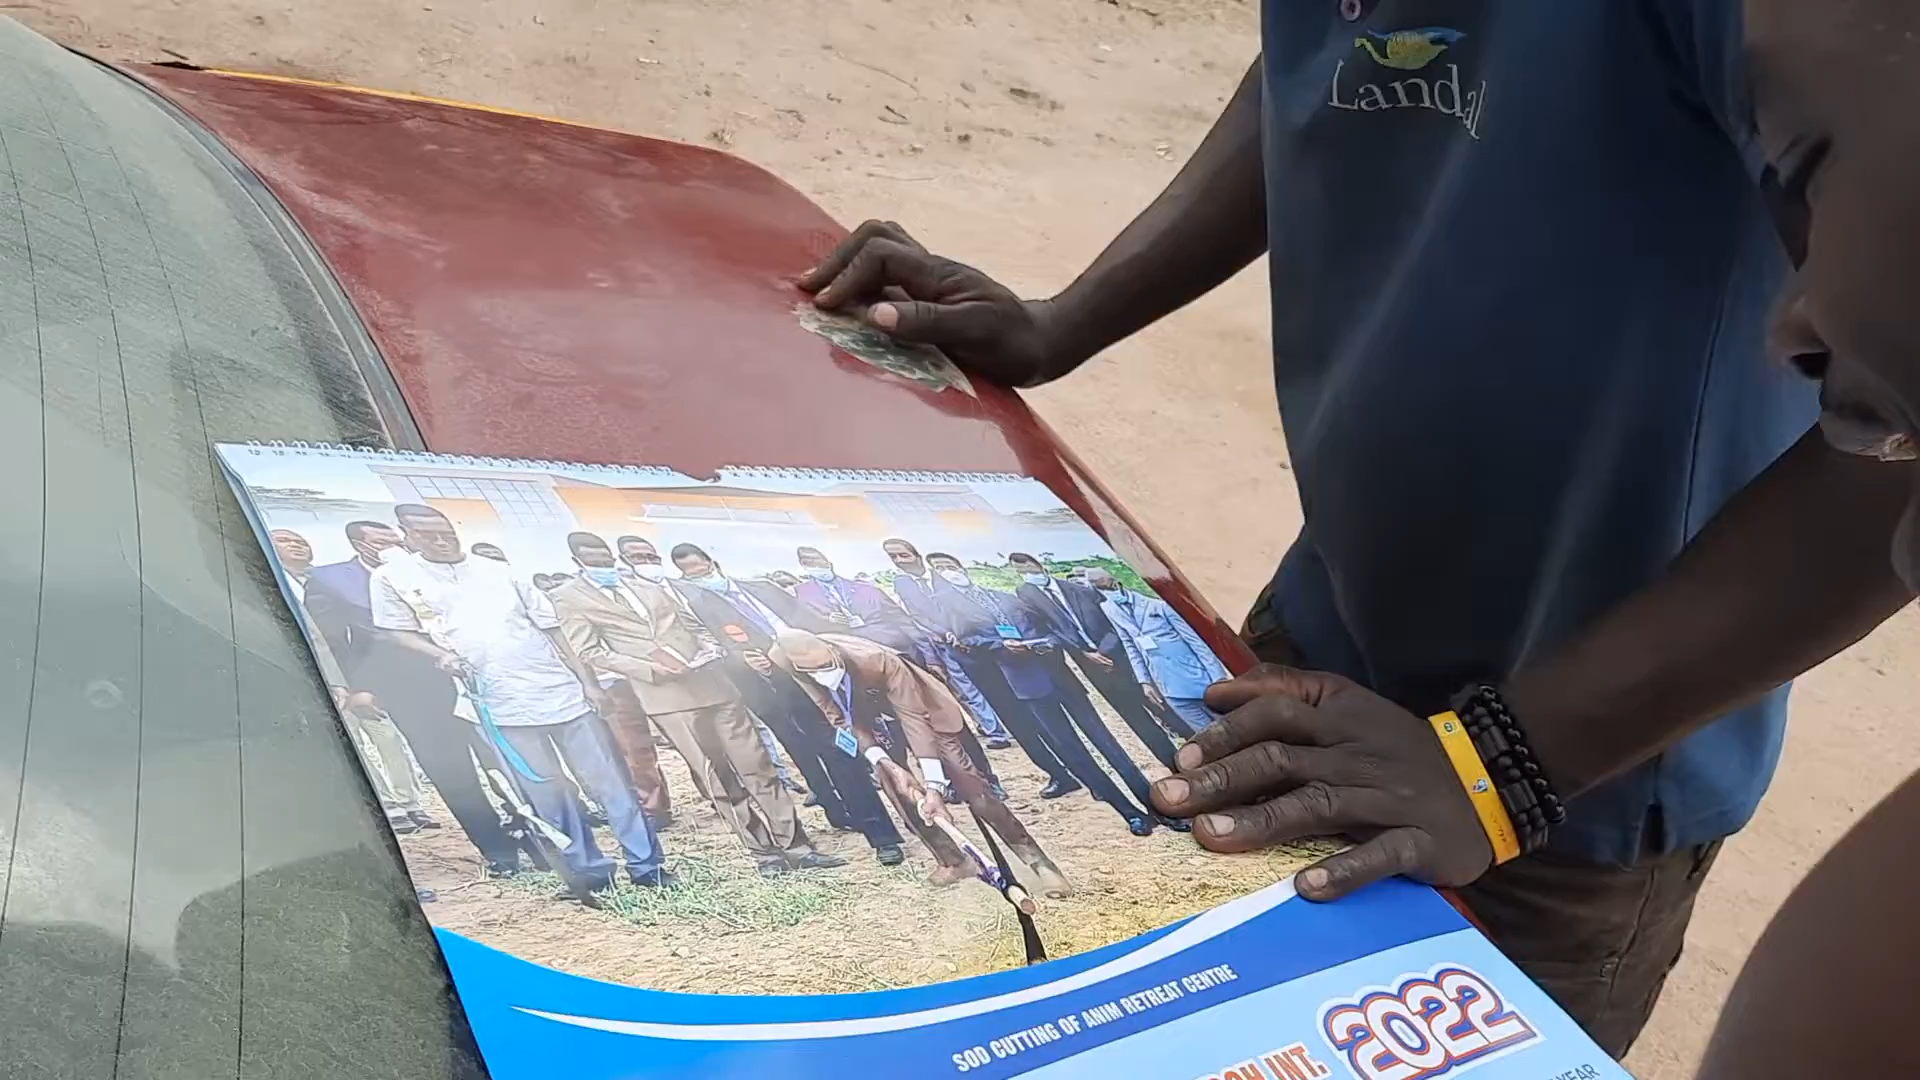 Landal
SOD CUTTING OF ANIM RETREAT CENTRE
INT.
2022
YEAR